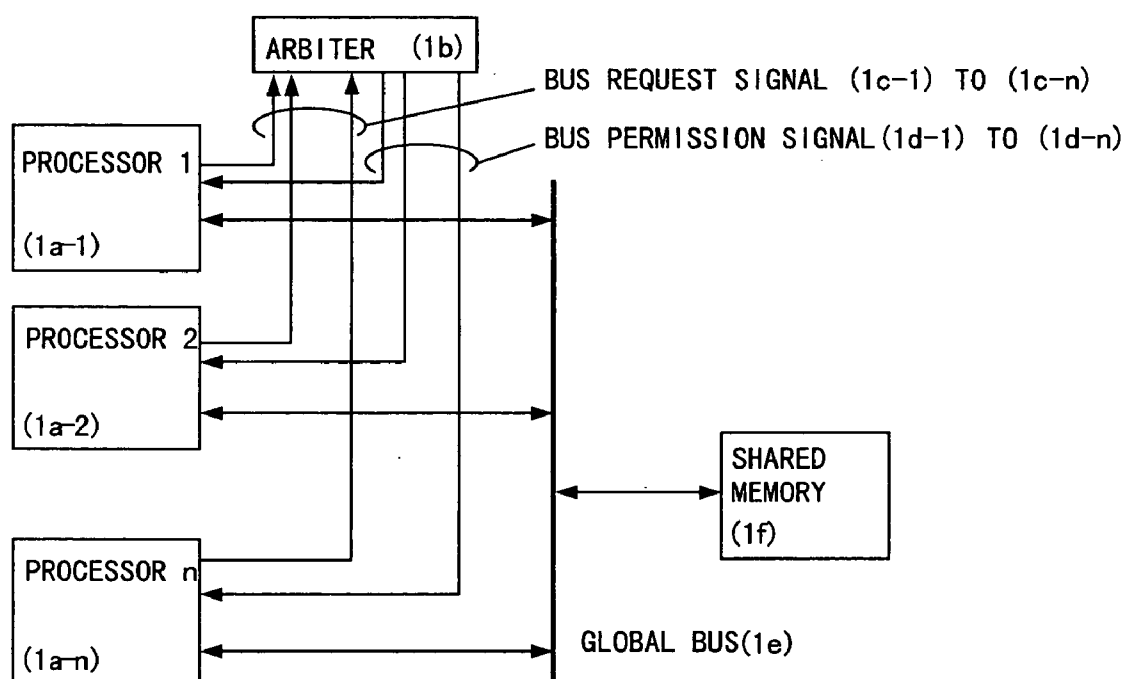 ARBITER (1b)
BUS REQUEST SIGNAL (1c-1) TO (1c-n)
BUS PERMISSION SIGNAL(1d-1) TO (1d-n)
PROCESSOR 1
(1a-1)
PROCESSOR 2
(1a-2)
SHARED
MEMORY
(1f)
PROCESSOR n
(1a-n)
GLOBAL BUS(1e)